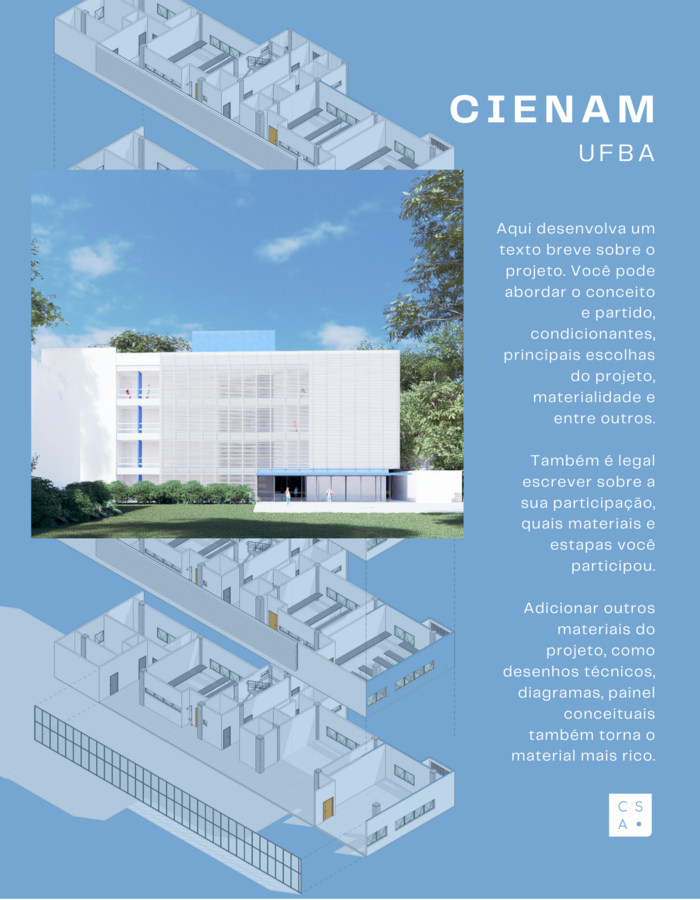 CIENAM
UFBA
Aqui desenvolva um
texto breve sobre o
projeto. Você pode
abordar o conceito
e partido,
condicionantes,
principais escolhas
do projeto,
materialidade e
entre outros.
Também é legal
escrever sobre a
sua participação,
quais materiais e
estapas você
participou.
Adicionar outros
materiais do
projeto, como
desenhos técnicos,
diagramas, painel
conceituais
também torna o
material mais rico.
C S
A •